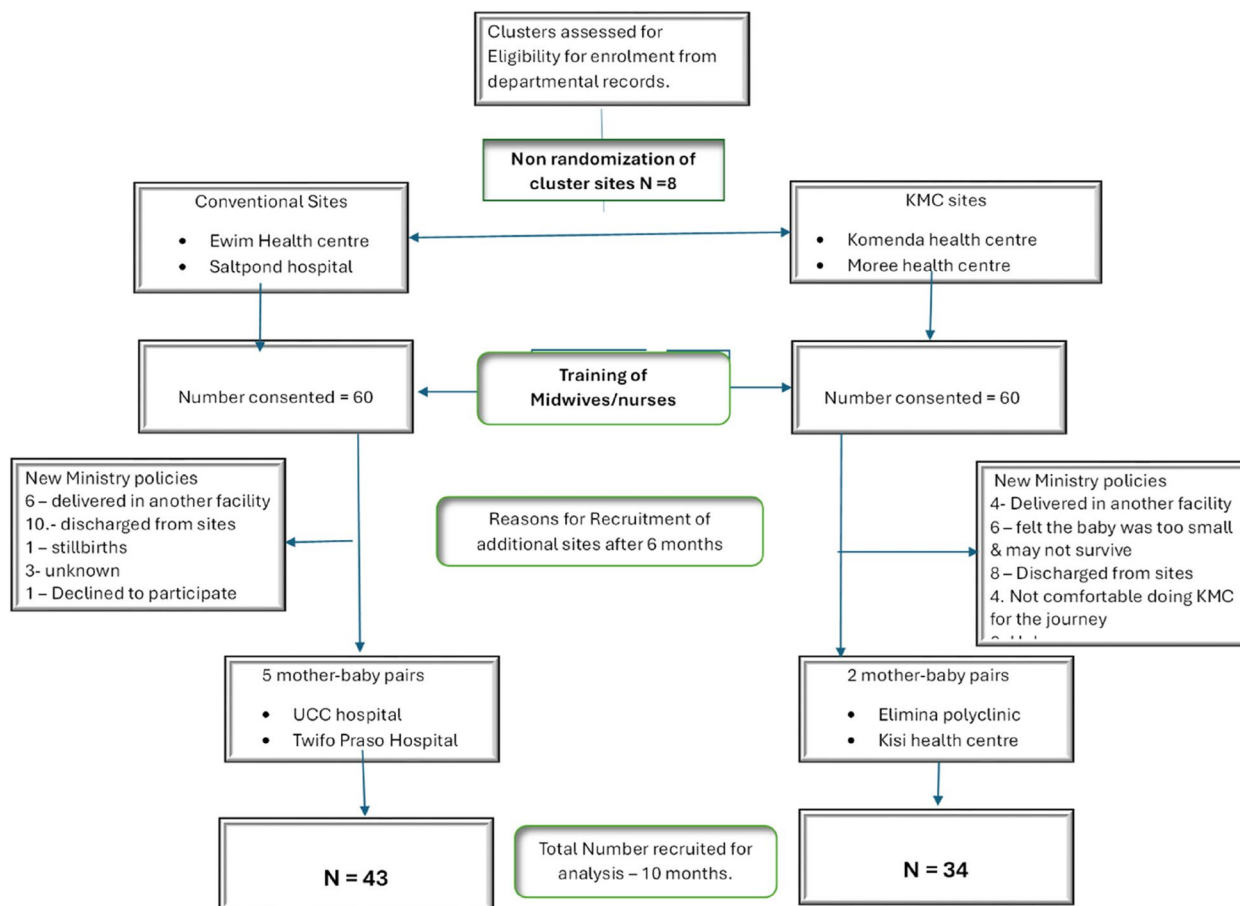 Clusters assessed for
Eligibility for enrolment from
departmental records.
Non randomization of
cluster sites N =8
Conventional Sites
• Ewim Health centre
• Saltpond hospital
KMC sites
• Komenda health centre
• Moree health centre
Number consented = 60
Training of
Midwives/nurses
Number consented = 60
New Ministry policies
6 – delivered in another facility
10.- discharged from sites
1 – stillbirths
3- unknown
1 – Declined to participate
Reasons for Recruitment of
additional sites after 6 months
New Ministry policies
4- Delivered in another facility
6 – felt the baby was too small
& may not survive
8 – Discharged from sites
4. Not comfortable doing KMC
for the journey
5 mother-baby pairs
• UCC hospital
• Twifo Praso Hospital
2 mother-baby pairs
• Elimina polyclinic
• Kisi health centre
N = 43
Total Number recruited for
analysis – 10 months.
N = 34